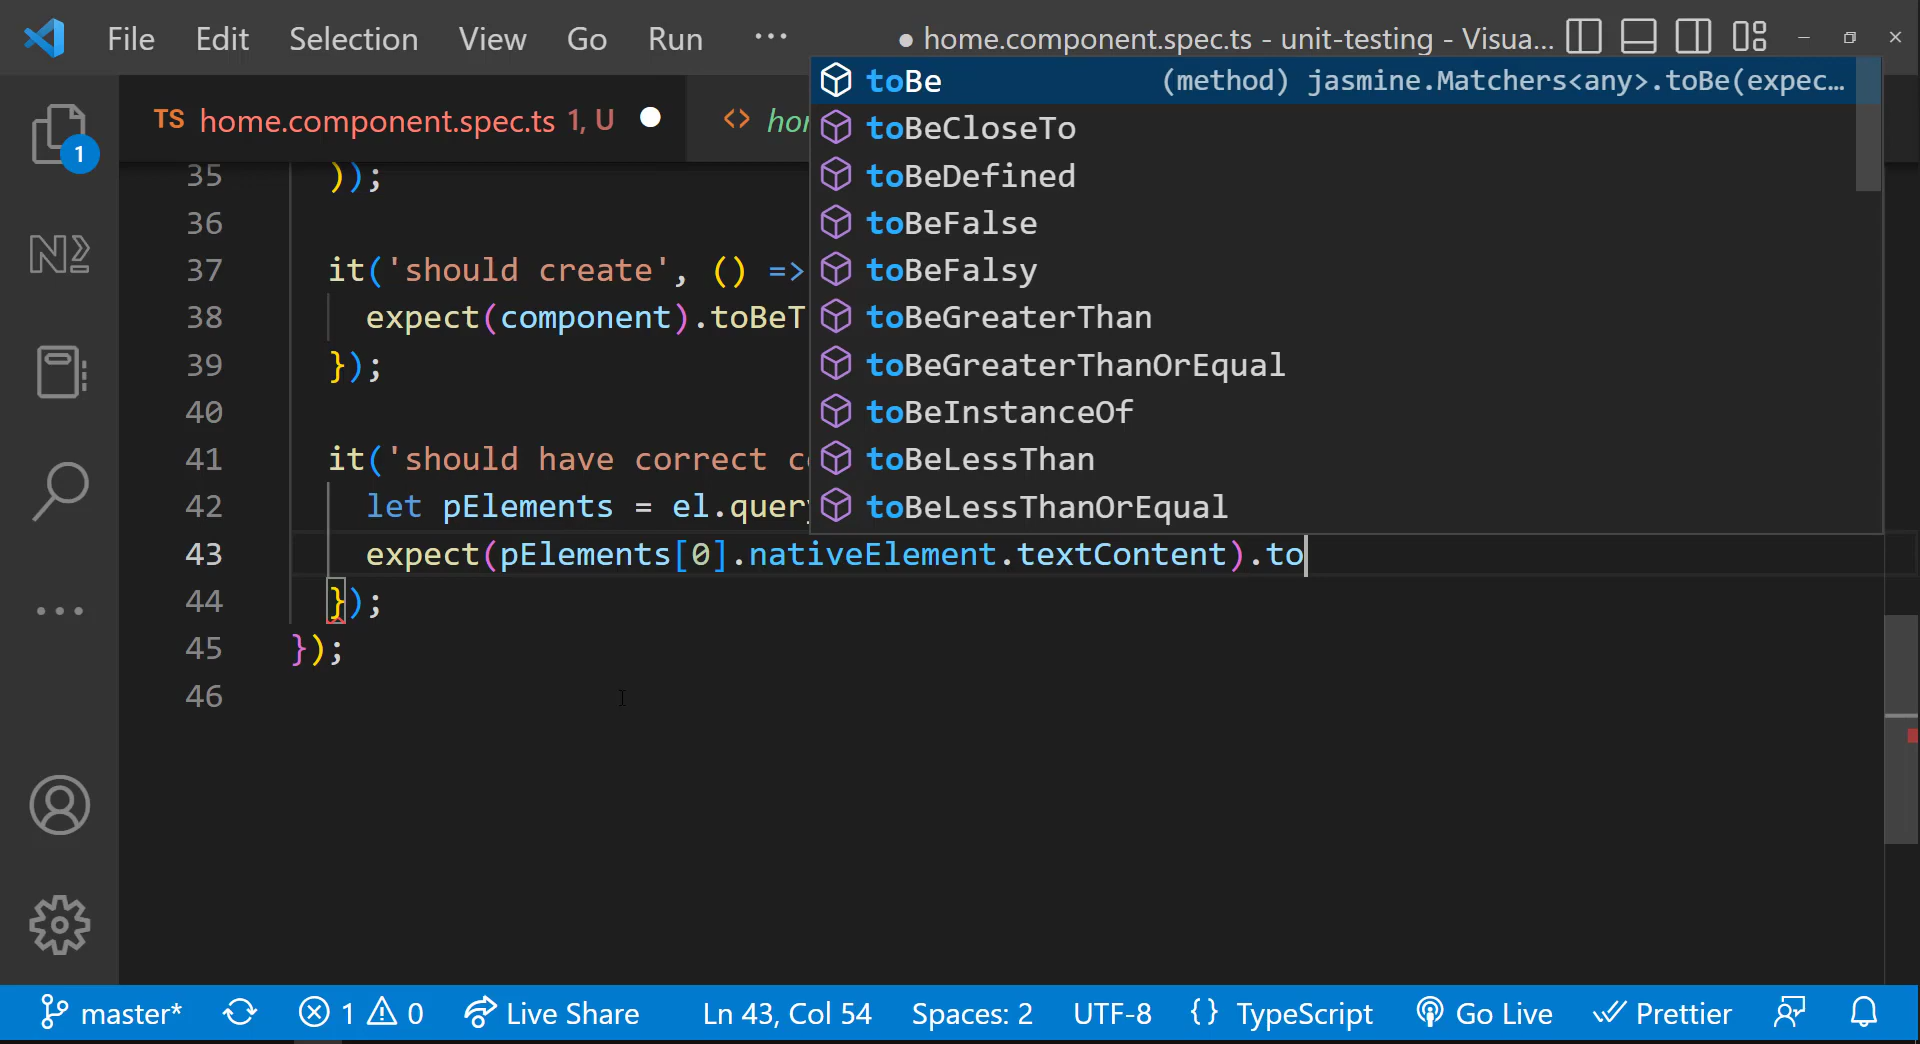 File Edit Selection View Go Run ··· ● home.component.spec.ts - unit-testing - Visua...
TS home.component.spec.ts 1, U ● <> hor
1
toBe (method) jasmine.Matchers<any>.toBe(expec…
toBeCloseTo
toBeDefined
toBeFalse
toBeFalsy
toBeGreaterThan
toBeGreaterThanOrEqual
toBeInstanceOf
toBeLessThan
toBeLessThanOrEqual
35 ));
36
37 it('should create', () =>
38 expect(component).toBeT
39 });
40
41 it('should have correct co
42 let pElements = el.query
43 expect(pElements[0].nativeElement.textContent).to
44 });
45 });
46
master* 1 0 Live Share Ln 43, Col 54 Spaces: 2 UTF-8 {} TypeScript Go Live Prettier